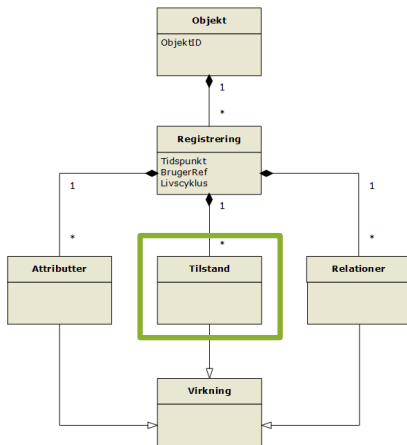 Objekt
ObjektID
1
*
Registrering
Tidspunkt
BrugerRef
Livscyklus
1
1
1
*
*
*
Attributter
Tilstand
Relationer
Virkning